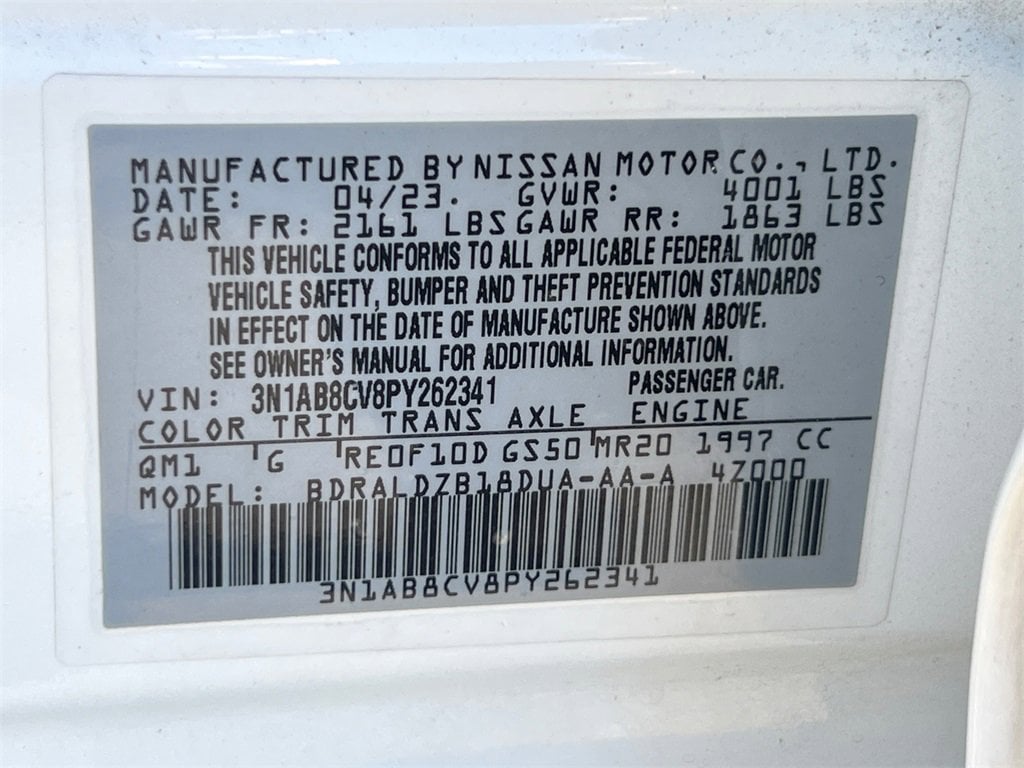 MANUFACTURED BY NISSAN MOTOR CO., LTD.
DATE: 04/23. GVWR: 4001 LBS
GAWR FR: 2161 LBS GAWR RR: 1863 LBS
THIS VEHICLE CONFORMS TO ALL APPLICABLE FEDERAL MOTOR
VEHICLE SAFETY, BUMPER AND THEFT PREVENTION STANDARDS
IN EFFECT ON THE DATE OF MANUFACTURE SHOWN ABOVE.
SEE OWNER'S MANUAL FOR ADDITIONAL INFORMATION.
VIN: 3N1AB8CV8PY262341 PASSENGER CAR.
COLOR TRIM TRANS AXLE ENGINE
QM1 G RE0F10D GS50 MR20 1997 CC
MODEL: BDRALDZB18DUA-AA-A 4Z000
3N1AB8CV8PY262341